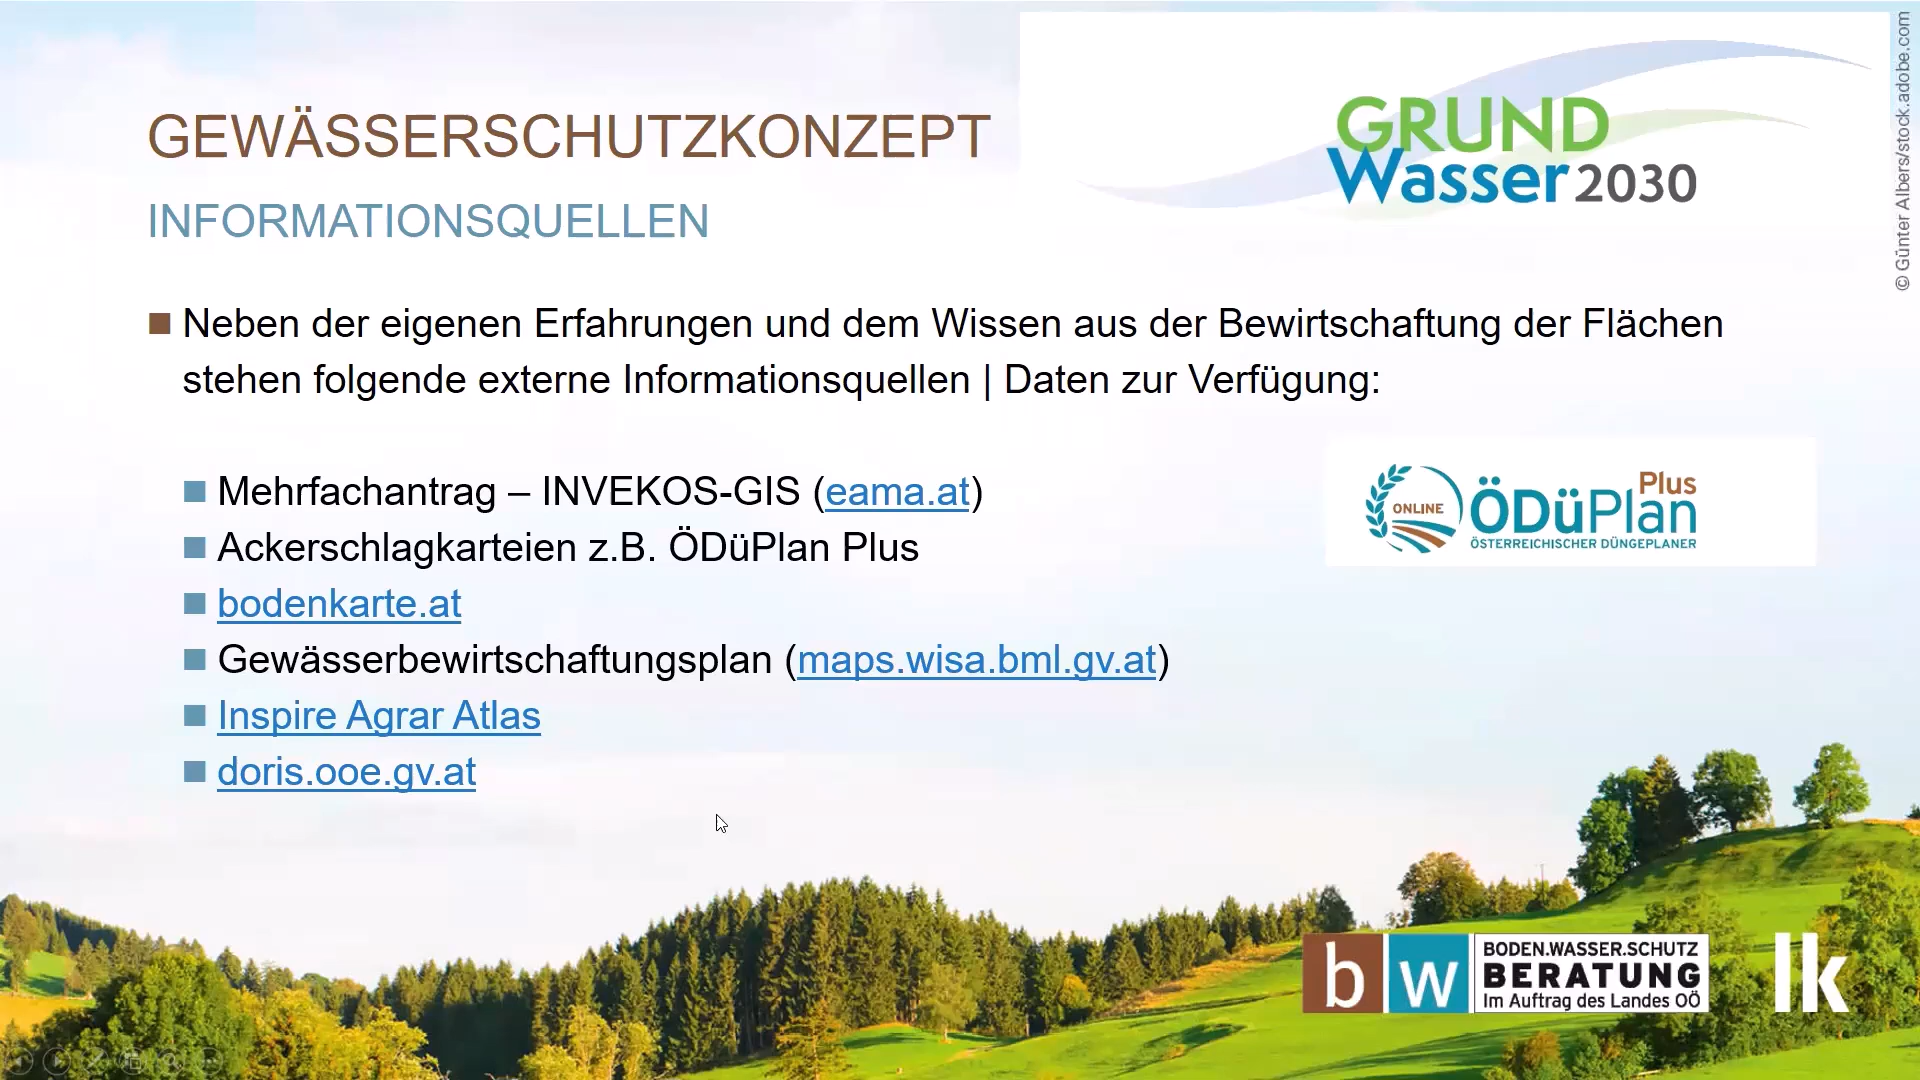 GEWÄSSERSCHUTZKONZEPT
INFORMATIONSQUELLEN
GRUND
Wasser 2030
© Günter Albers/stock.adobe.com
Neben der eigenen Erfahrungen und dem Wissen aus der Bewirtschaftung der Flächen
stehen folgende externe Informationsquellen | Daten zur Verfügung:
Mehrfachantrag – INVEKOS-GIS (eama.at)
Ackerschlagkarteien z.B. ÖDüPlan Plus
bodenkarte.at
Gewässerbewirtschaftungsplan (maps.wisa.bml.gv.at)
Inspire Agrar Atlas
doris.ooe.gv.at
ONLINE
ÖDüPlan Plus
ÖSTERREICHISCHER DÜNGEPLANER
b w
BODEN.WASSER.SCHUTZ
BERATUNG
Im Auftrag des Landes OÖ
lk